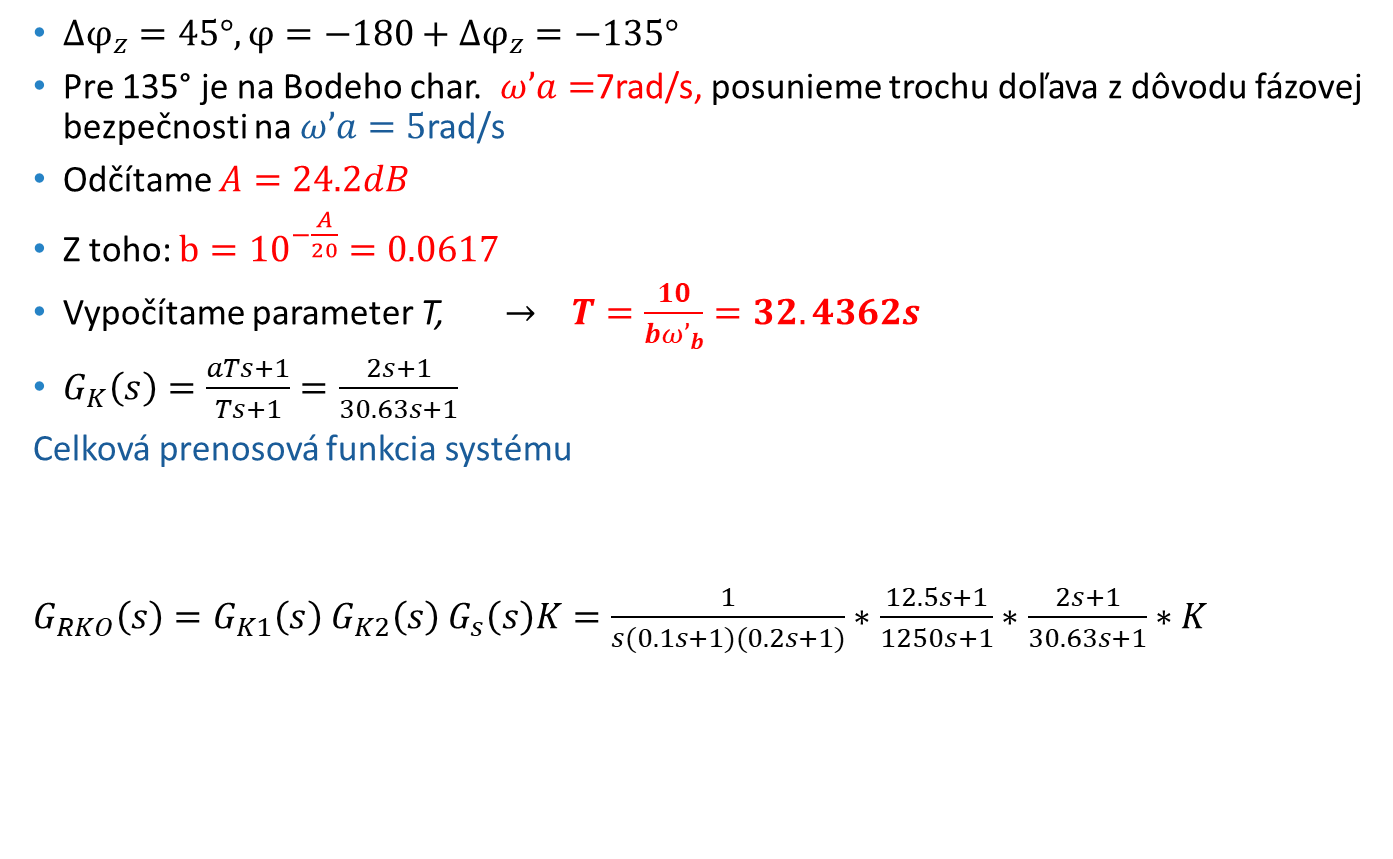 • Δφ_z = 45°, φ = −180 + Δφ_z = −135°
• Pre 135° je na Bodeho char. ω’a =7rad/s, posunieme trochu doľava z dôvodu fázovej
bezpečnosti na ω’a = 5rad/s
• Odčítame A = 24.2dB
• Z toho: b = 10^(−A/20) = 0.0617
• Vypočítame parameter T, → T = 10/(bω’_b) = 32.4362s
• G_K(s) = (aTs+1)/(Ts+1) = (2s+1)/(30.63s+1)
Celková prenosová funkcia systému
G_RKO(s) = G_K1(s) G_K2(s) G_s(s)K = 1/(s(0.1s+1)(0.2s+1)) * (12.5s+1)/(1250s+1) * (2s+1)/(30.63s+1) * K